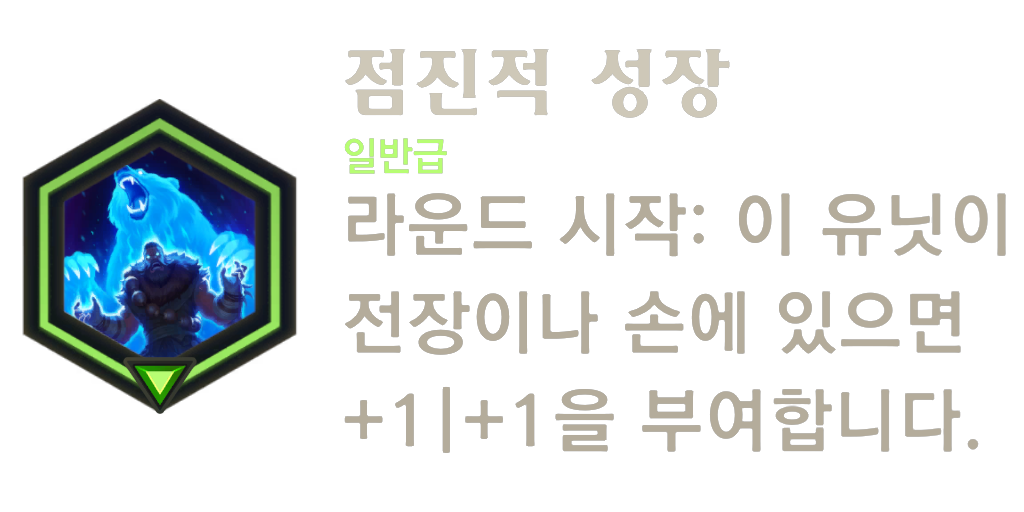 점진적 성장
일반급
라운드 시작: 이 유닛이
전장이나 손에 있으면
+1|+1을 부여합니다.